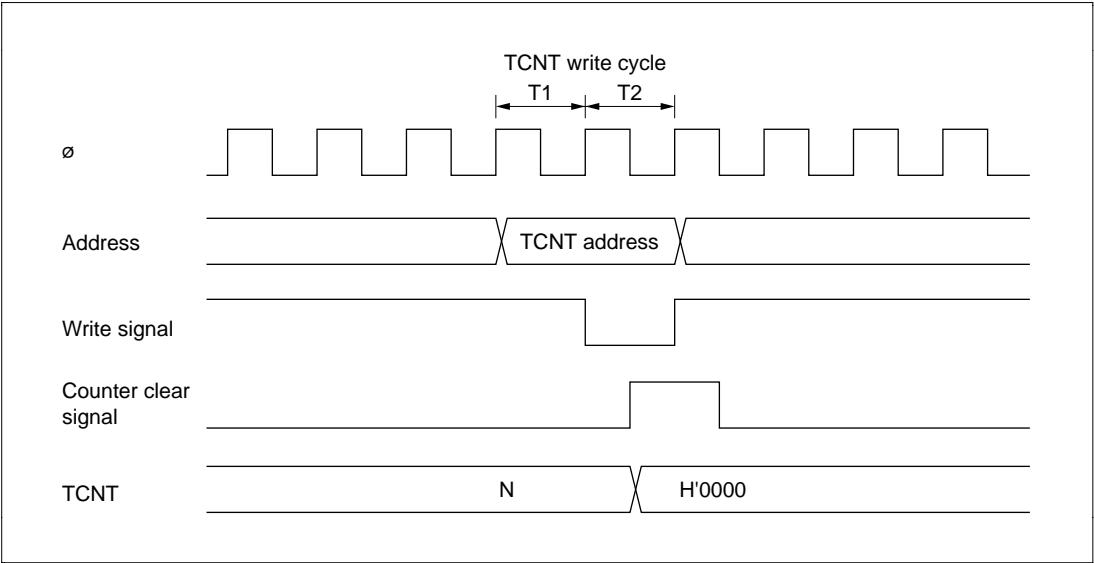 TCNT write cycle
T1 T2
ø
Address TCNT address
Write signal
Counter clear
signal
TCNT N H'0000